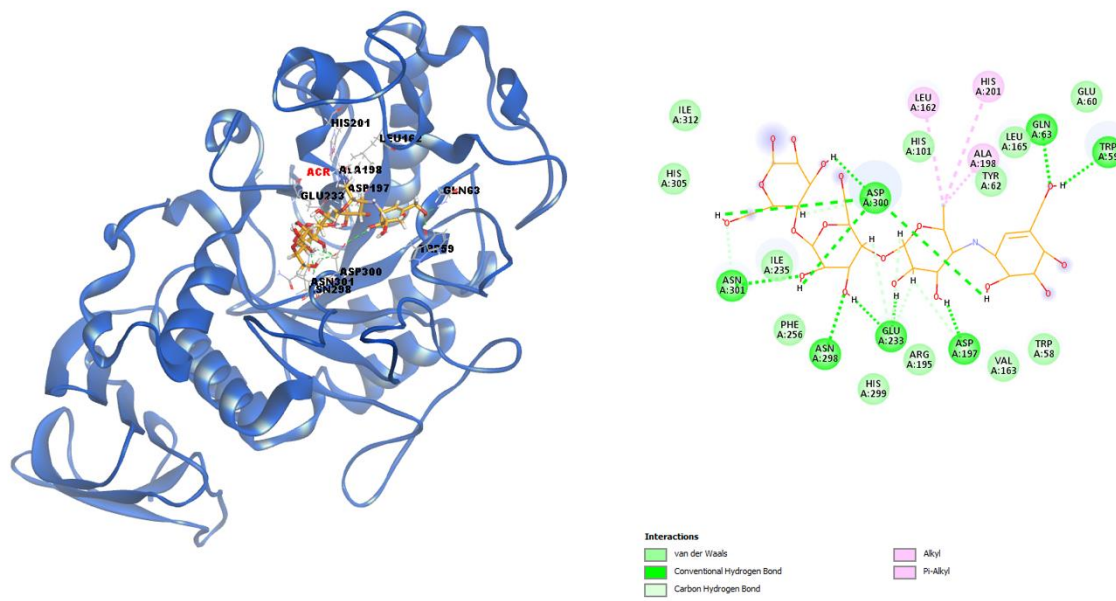 HIS201
LEU162
ACR
ALA198
ASP197
GLU233
GLN63
ASP300
ASN301
HIS
A:201
GLU
A:60
LEU
A:162
ILE
A:312
GLN
A:63
HIS
A:101
LEU
A:165
TRP
A:59
ALA
A:198
TYR
A:62
HIS
A:305
ASP
A:300
H
H
H
H
H
H
N
ILE
A:235
ASN
A:301
H
H
H
H
H
PHE
A:256
ASN
A:298
GLU
A:233
ARG
A:195
ASP
A:197
VAL
A:163
TRP
A:58
HIS
A:299
Interactions
van der Waals
Conventional Hydrogen Bond
Carbon Hydrogen Bond
Alkyl
Pi-Alkyl